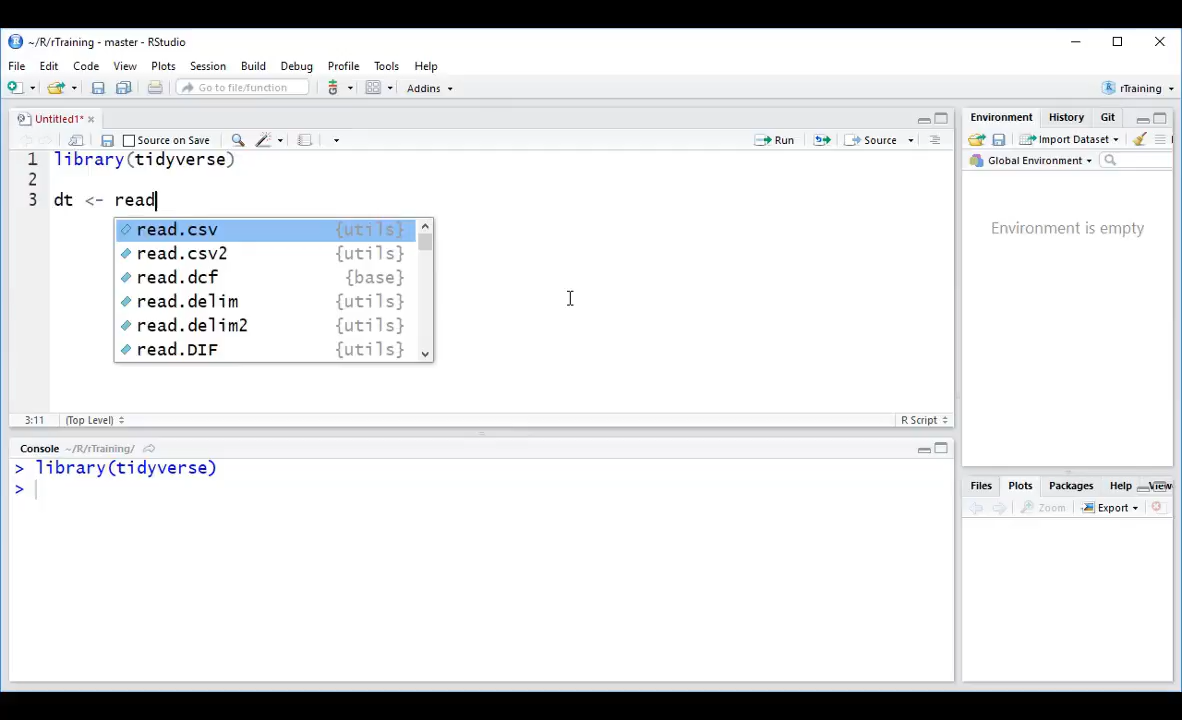 ~/R/rTraining - master - RStudio
File Edit Code View Plots Session Build Debug Profile Tools Help
Go to file/function Addins rTraining
Untitled1* Environment History Git
Source on Save Run Source Import Dataset
1 library(tidyverse) Global Environment
2
3 dt <- read
read.csv {utils}
read.csv2 {utils}
read.dcf {base}
read.delim {utils}
read.delim2 {utils}
read.DIF {utils}
Environment is empty
3:11 (Top Level) R Script
Console ~/R/rTraining/
> library(tidyverse)
>
Files Plots Packages Help
Zoom Export